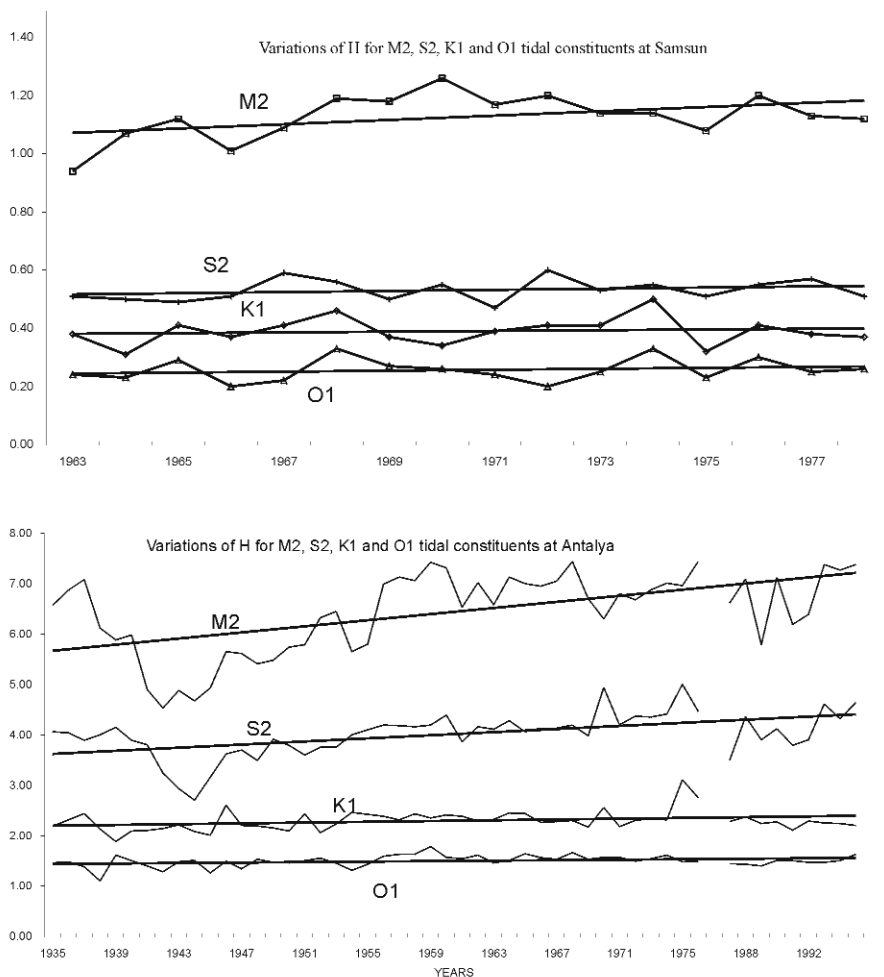 Variations of H for M2, S2, K1 and O1 tidal constituents at Samsun
1.40
1.20
1.00
0.80
0.60
0.40
0.20
0.00
M2
S2
K1
O1
1963 1965 1967 1969 1971 1973 1975 1977
Variations of H for M2, S2, K1 and O1 tidal constituents at Antalya
8.00
7.00
6.00
5.00
4.00
3.00
2.00
1.00
0.00
M2
S2
K1
O1
1935 1939 1943 1947 1951 1955 1959 1963 1967 1971 1975 1988 1992
YEARS